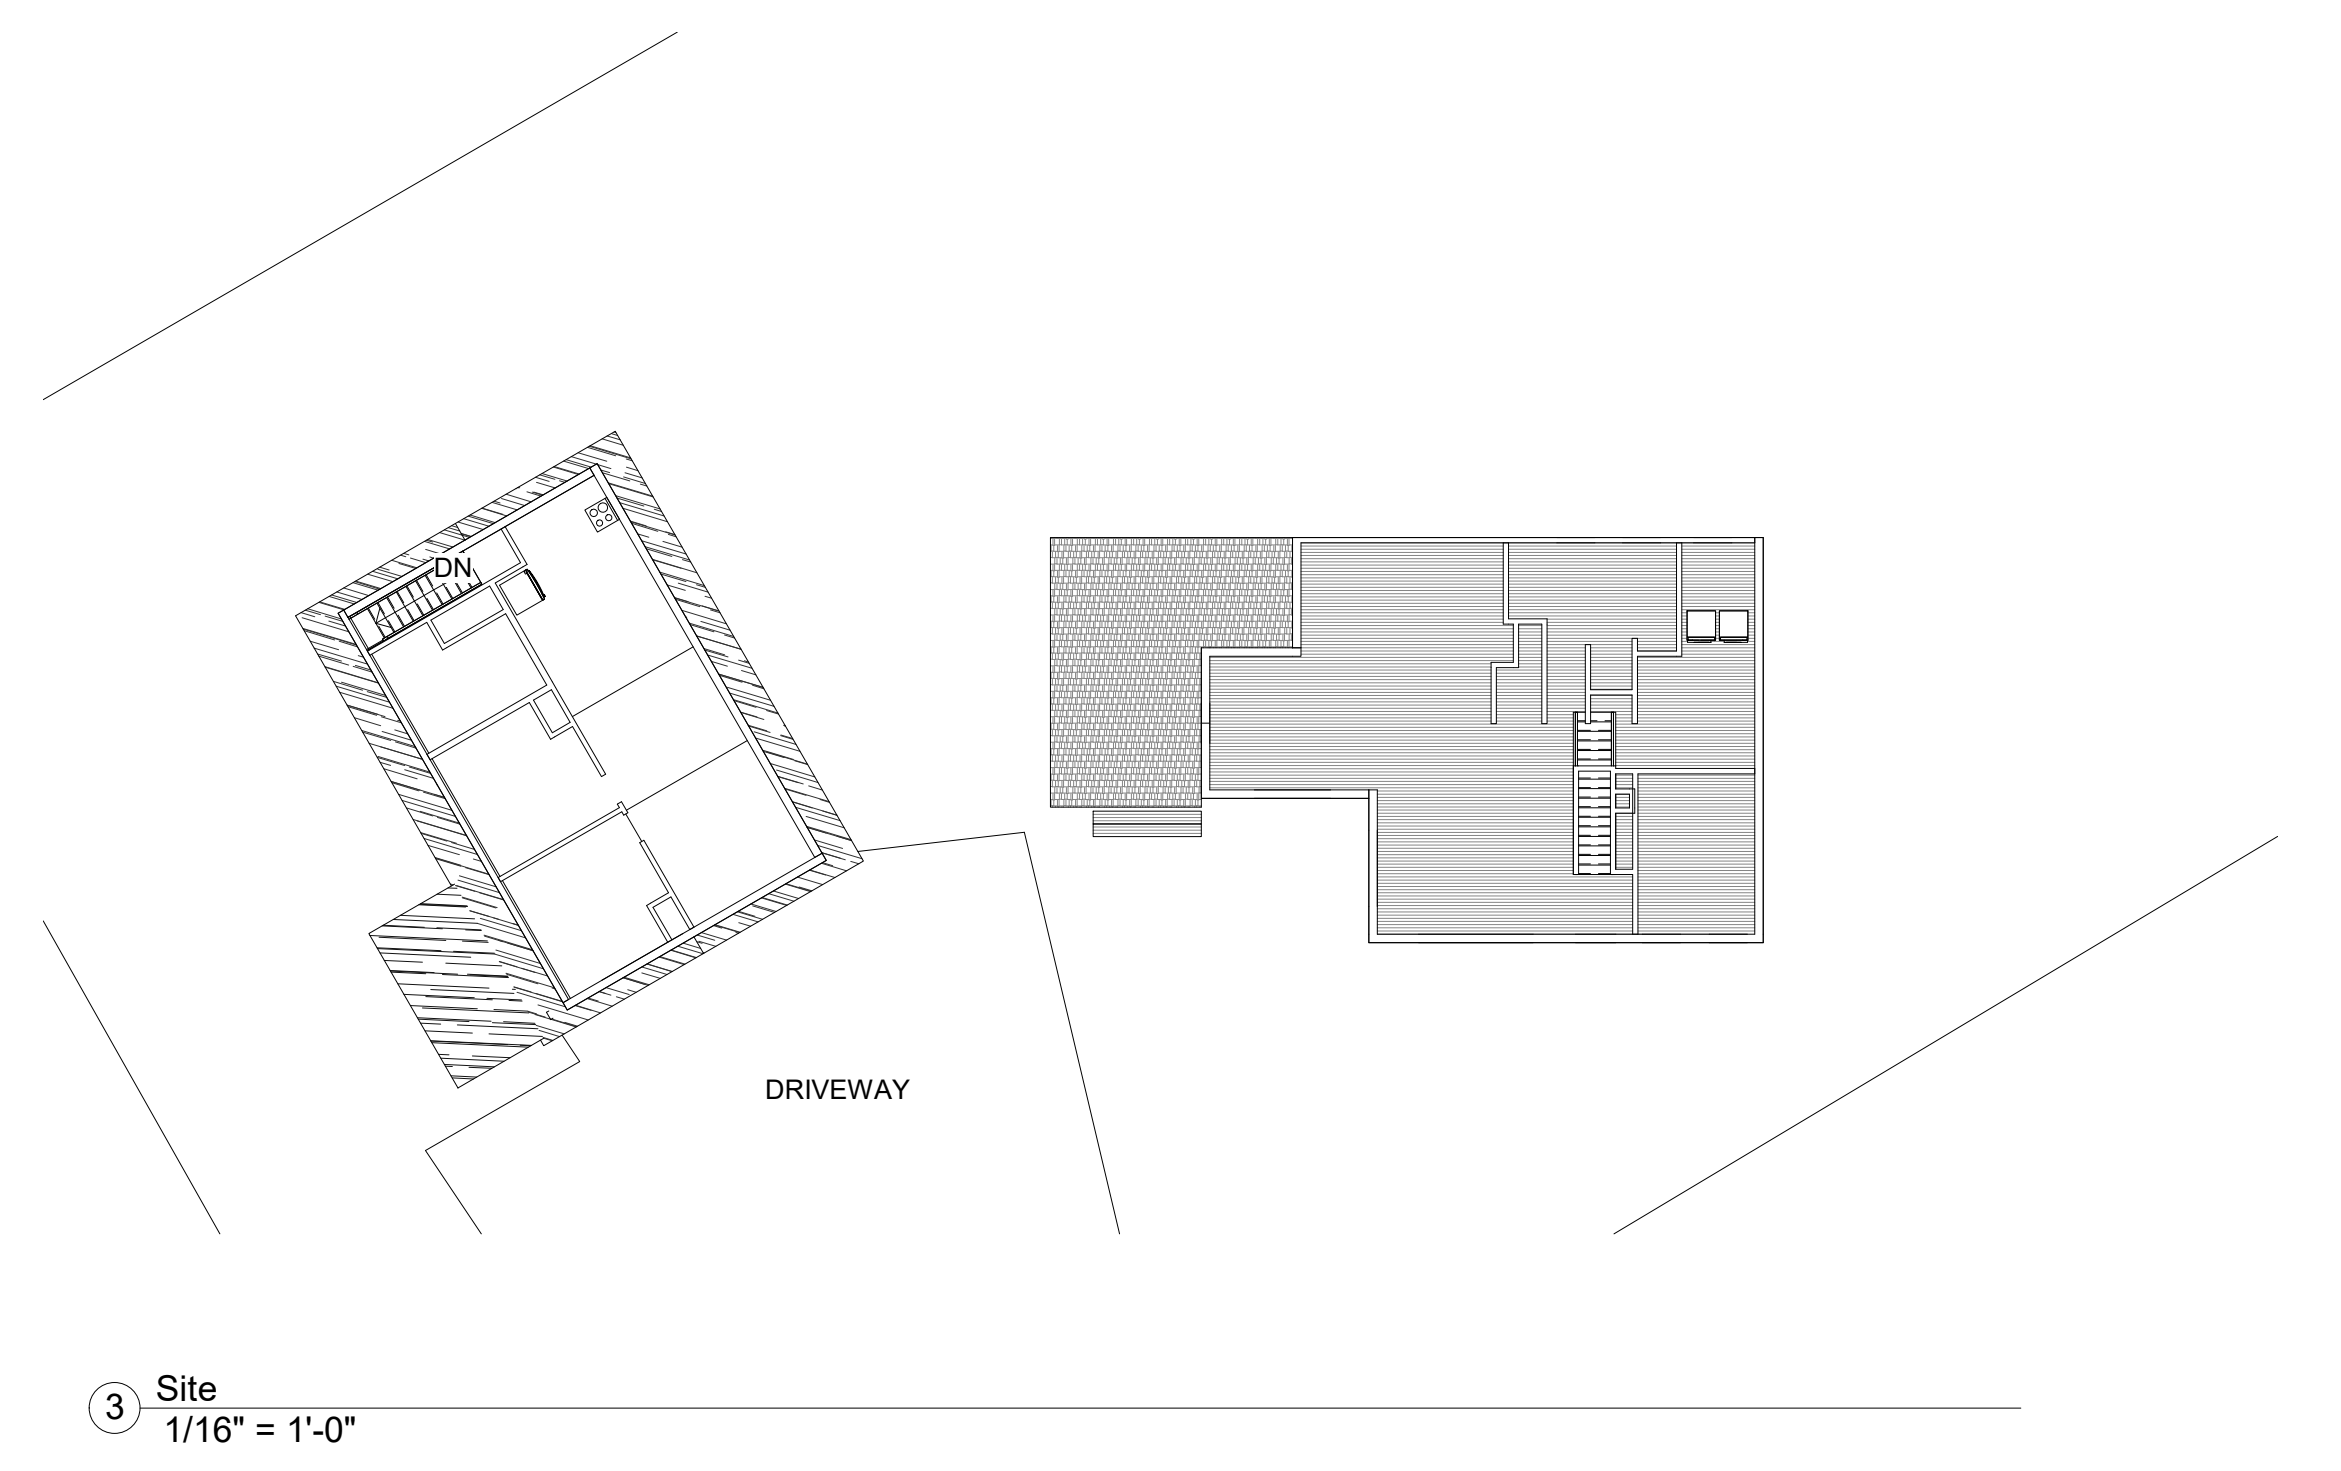 DN
DRIVEWAY
3
Site
1/16" = 1'-0"